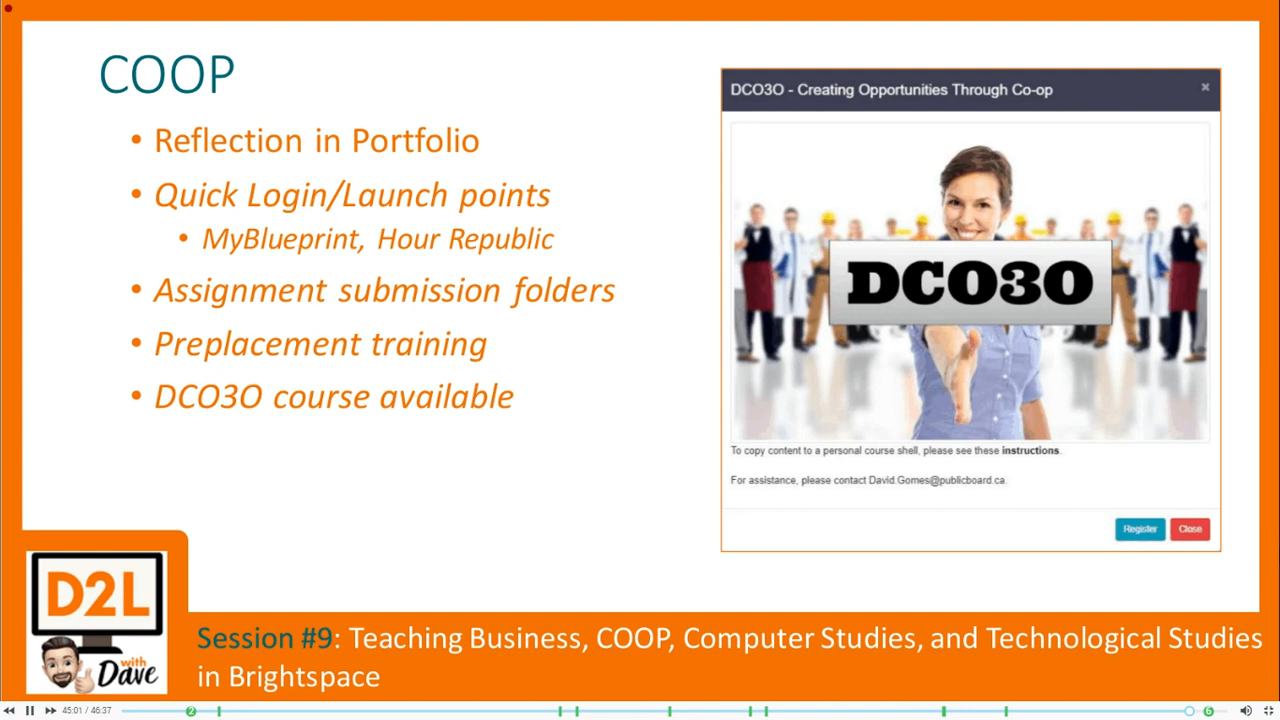 COOP
• Reflection in Portfolio
• Quick Login/Launch points
• MyBlueprint, Hour Republic
• Assignment submission folders
• Preplacement training
• DCO3O course available
DCO3O - Creating Opportunities Through Co-op
×
DCO3O
To copy content to a personal course shell, please see these instructions.
For assistance, please contact David.Gomes@publicboard.ca.
Register Close
D2L
with
Dave
Session #9: Teaching Business, COOP, Computer Studies, and Technological Studies
in Brightspace
45:01 / 46:37
2
6